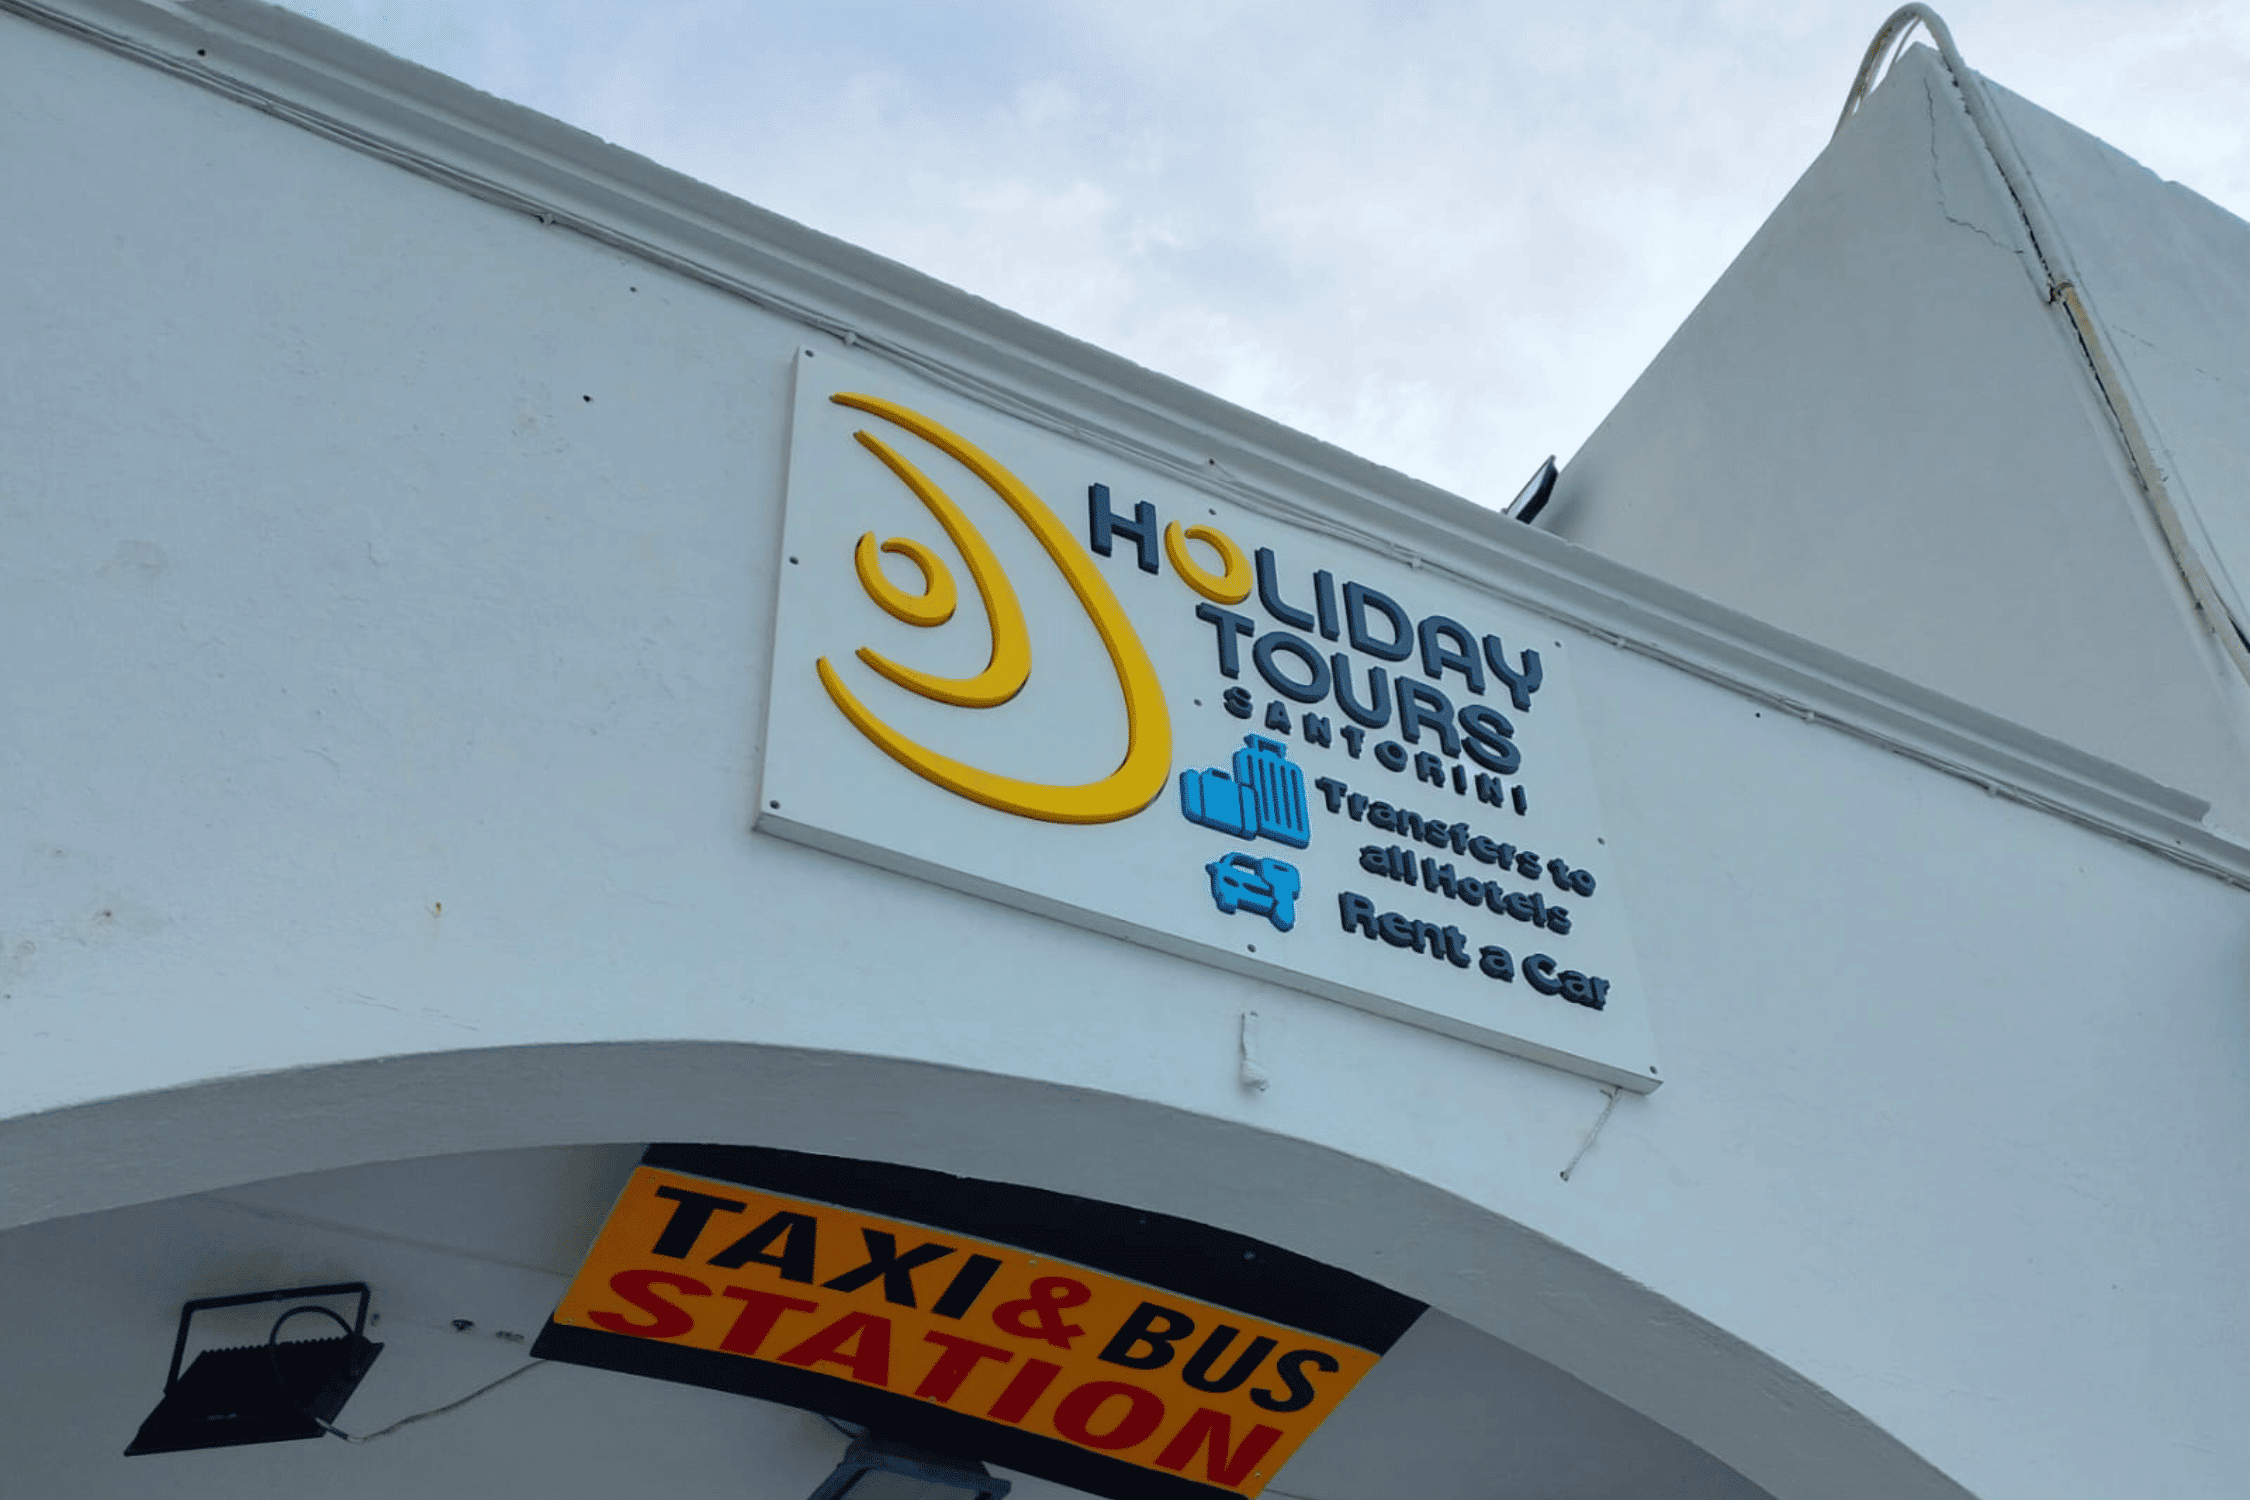 HOLIDAY
TOURS
SANTORINI
Transfers to
all Hotels
Rent a Car
TAXI & BUS
STATION